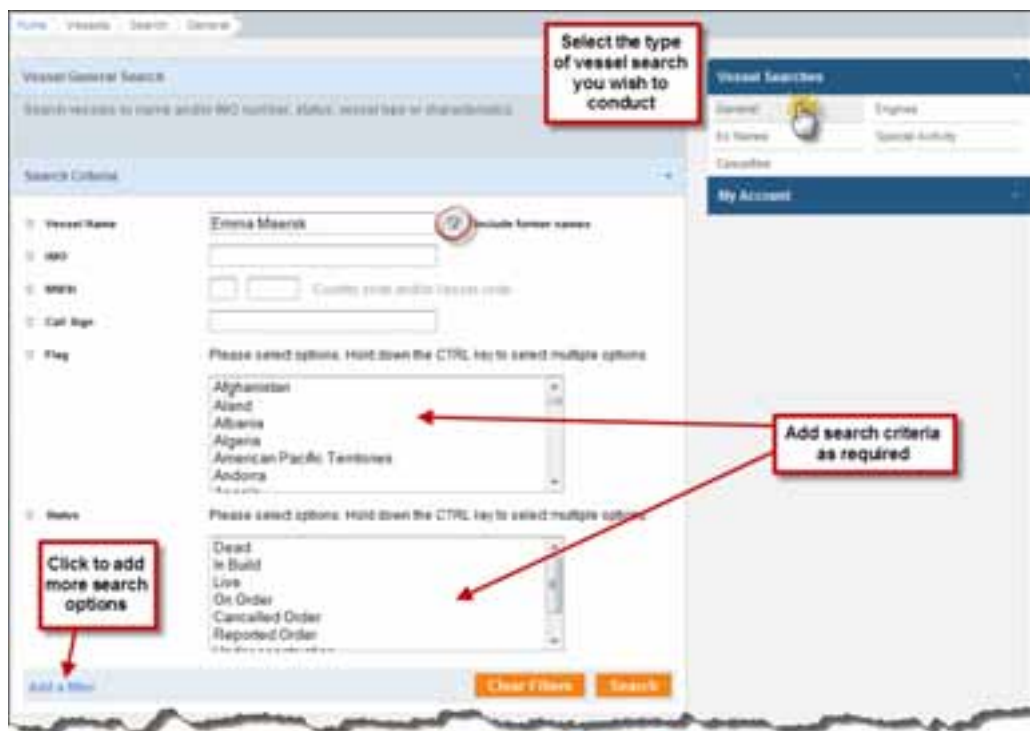 Home Vessels Search General
Select the type
of vessel search
you wish to
conduct
Vessel General Search
Search vessels by name and/or IMO number, status, vessel type or characteristics
Vessel Searches
General Engines
Ex Names Special Activity
Casualties
My Account
Search Criteria
Vessel Name Emma Maersk Include former names
IMO
MMSI Country code and/or Vessel code
Call Sign
Flag Please select options. Hold down the CTRL key to select multiple options
Afghanistan
Aland
Albania
Algeria
American Pacific Territories
Andorra
Add search criteria
as required
Status Please select options. Hold down the CTRL key to select multiple options
Dead
In Build
Live
On Order
Cancelled Order
Reported Order
Click to add
more search
options
Add a filter Clear Filters Search